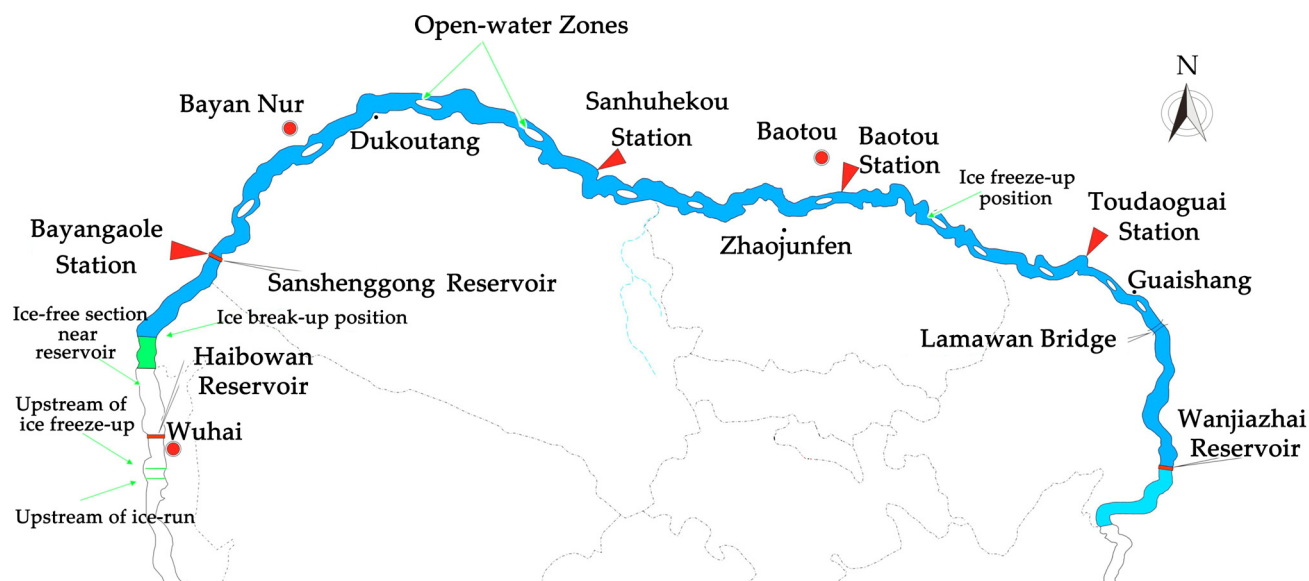 Open-water Zones
N
Bayan Nur
Dukoutang
Sanhuhekou
Station
Baotou
Baotou
Station
Ice freeze-up
position
Toudaoguai
Station
Bayangaole
Station
Zhaojunfen
Sanshenggong Reservoir
Guaishang
Ice-free section
near
reservoir
Ice break-up position
Lamawan Bridge
Haibowan
Reservoir
Upstream of
ice freeze-up
Wuhai
Wanjiazhai
Reservoir
Upstream of ice-run